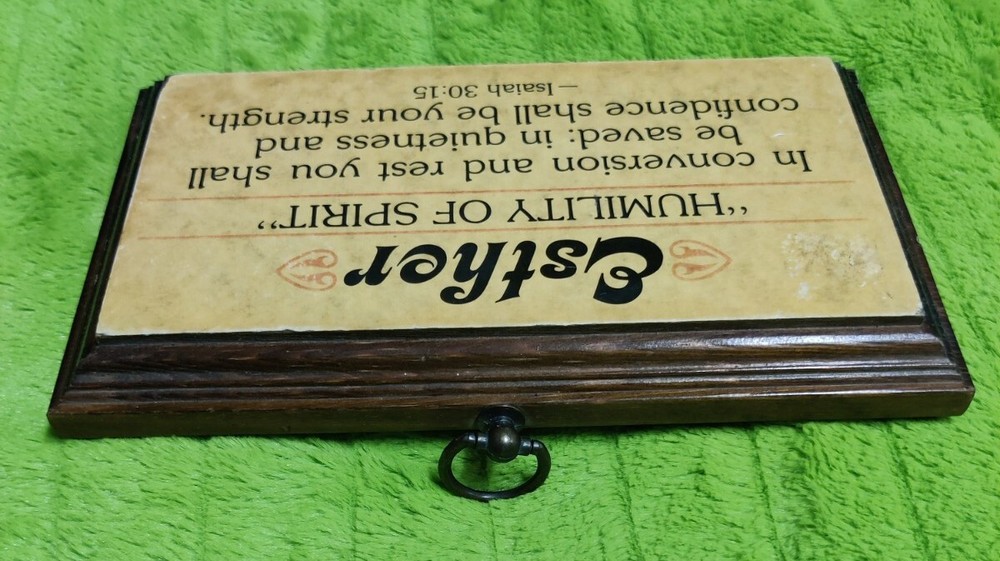 Esther
“HUMILITY OF SPIRIT”
In conversion and rest you shall
be saved: in quietness and
confidence shall be your strength.
—Isaiah 30:15